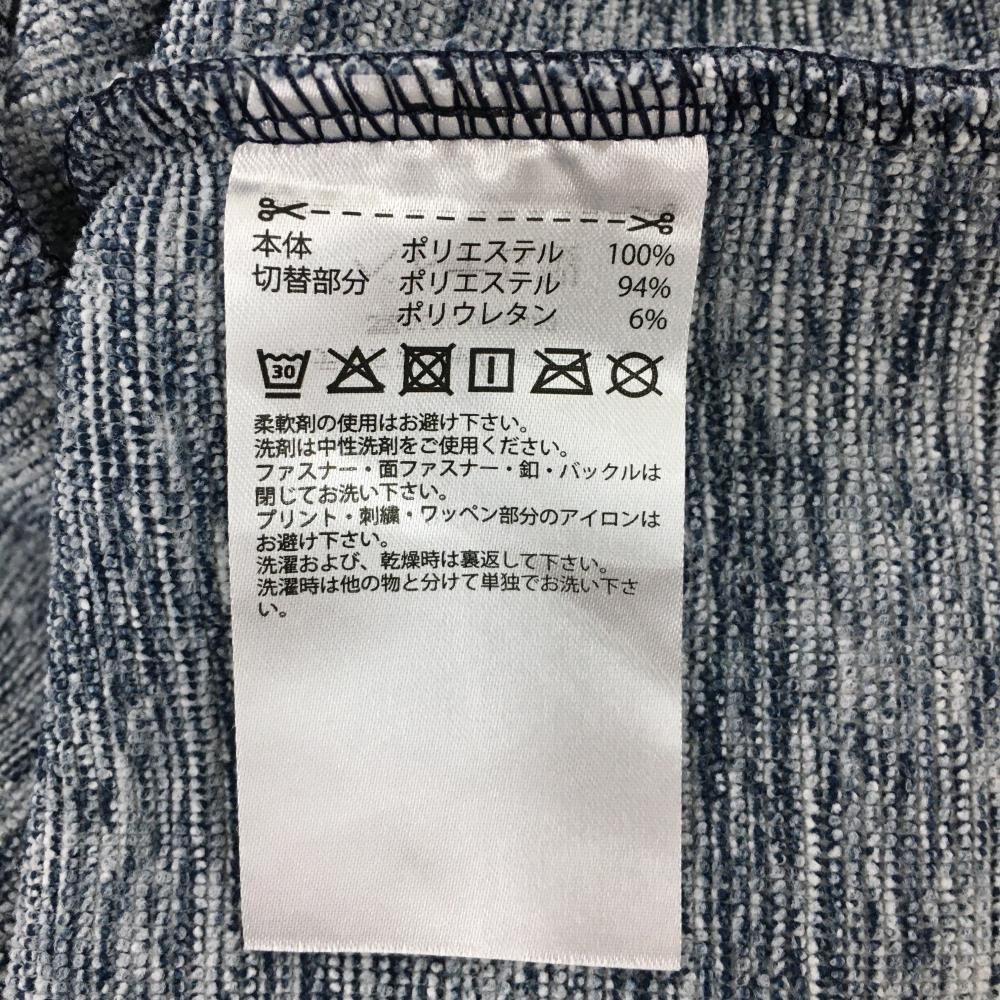 本体 ポリエステル 100%
切替部分 ポリエステル 94%
ポリウレタン 6%
30
柔軟剤の使用はお避け下さい。
洗剤は中性洗剤をご使用ください。
ファスナー・面ファスナー・釦・バックルは
閉じてお洗い下さい。
プリント・刺繍・ワッペン部分のアイロンは
お避け下さい。
洗濯および、乾燥時は裏返して下さい。
洗濯時は他の物と分けて単独でお洗い下さ
い。